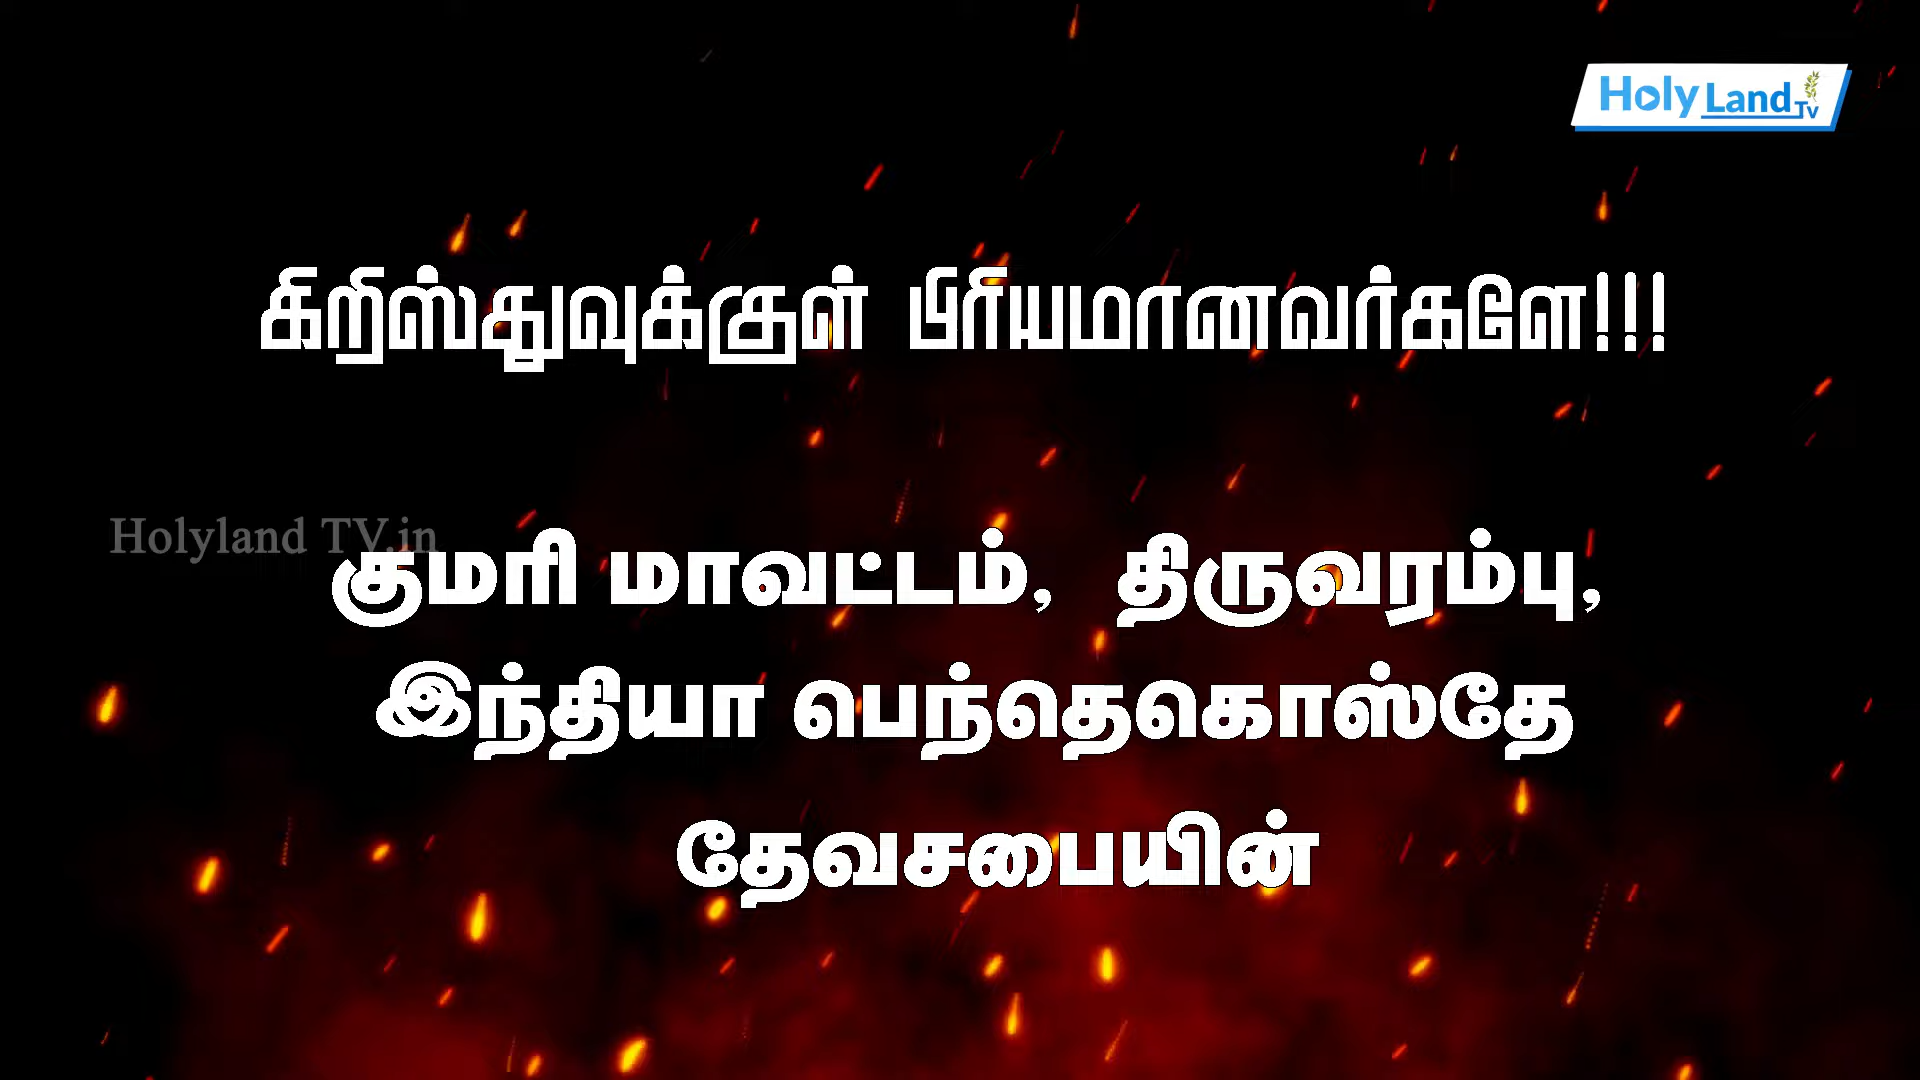 Holy Land Tv
கிறிஸ்துவுக்குள் பிரியமானவர்களே!!!
Holyland TV.in
குமரி மாவட்டம், திருவரம்பு,
இந்தியா பெந்தெகொஸ்தே
தேவசபையின்